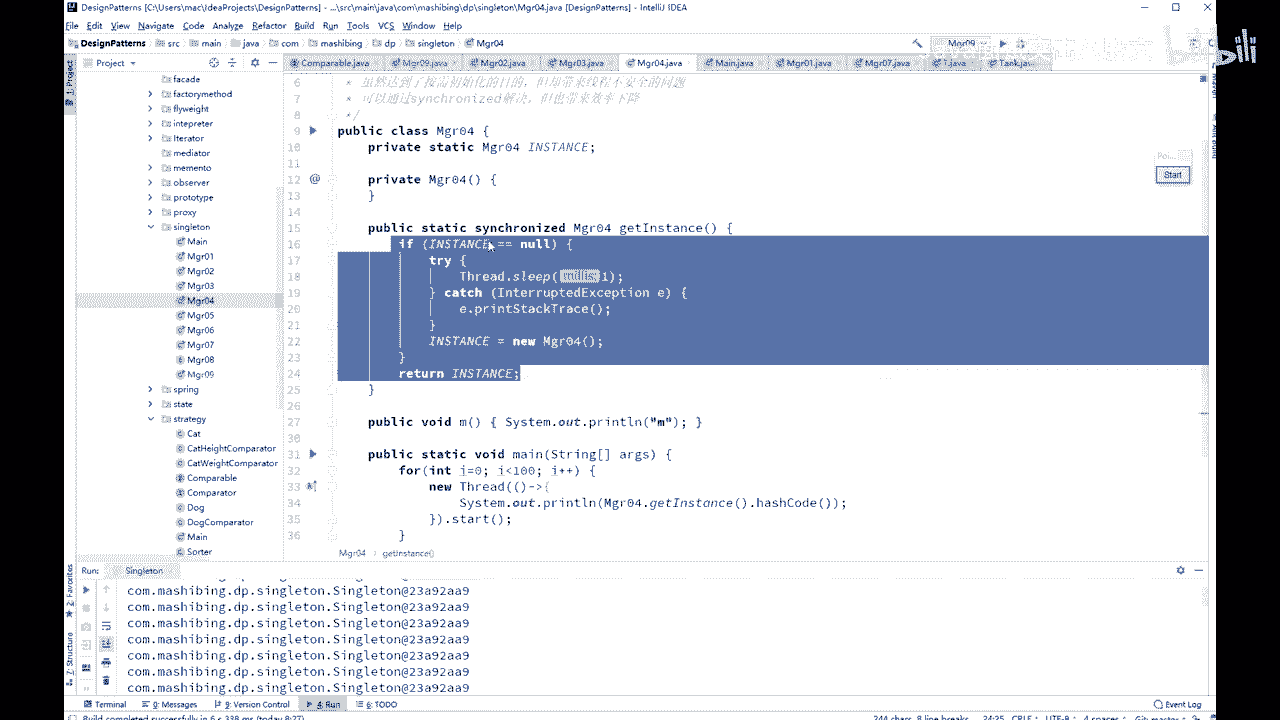 DesignPatterns [C:\Users\mac\IdeaProjects\DesignPatterns] - ...\src\main\java\com\mashibing\dp\singleton\Mgr04.java [DesignPatterns] - IntelliJ IDEA
File Edit View Navigate Code Analyze Refactor Build Run Tools VCS Window Help
DesignPatterns src main java com mashibing dp singleton Mgr04 Mgr09
Project Comparable.java Mgr02.java Mgr03.java Mgr04.java Main.java Mgr01.java Mgr07.java T.java Task.java
1: Project
facade
factorymethod
flyweight
intepreter
Iterator
mediator
memento
observer
prototype
proxy
singleton
Main
Mgr01
Mgr02
Mgr03
Mgr04
Mgr05
Mgr06
Mgr07
Mgr08
Mgr09
spring
state
strategy
Cat
CatHeightComparator
CatWeightComparator
Comparable
Comparator
Dog
DogComparator
Main
Sorter
6 * 虽然达到了按需初始化的目的,但却带来线程不安全的问题
7 * 可以通过synchronized解决,但也带来效率下降
8 */
9 public class Mgr04 {
10 private static Mgr04 INSTANCE;
11
12 @ private Mgr04() {
13 }
14
15 public static synchronized Mgr04 getInstance() {
16 if (INSTANCE == null) {
17 try {
18 Thread.sleep( millis: 1);
19 } catch (InterruptedException e) {
20 e.printStackTrace();
21 }
22 INSTANCE = new Mgr04();
23 }
24 return INSTANCE;
25 }
26
27 public void m() { System.out.println("m"); }
30
31 public static void main(String[] args) {
32 for(int i=0; i<100; i++) {
33 new Thread(()->{
34 System.out.println(Mgr04.getInstance().hashCode());
35 }).start();
36 }
Start
Mgr04 getInstance()
Run: Singleton
com.mashibing.dp.singleton.Singleton@23a92aa9
com.mashibing.dp.singleton.Singleton@23a92aa9
com.mashibing.dp.singleton.Singleton@23a92aa9
com.mashibing.dp.singleton.Singleton@23a92aa9
com.mashibing.dp.singleton.Singleton@23a92aa9
com.mashibing.dp.singleton.Singleton@23a92aa9
com.mashibing.dp.singleton.Singleton@23a92aa9
2: Favorites
7: Structure
Terminal 0: Messages 9: Version Control 4: Run 6: TODO Event Log
Build completed successfully in 6 s 338 ms (today 8:27) 244 chars, 8 line breaks 24:25 CRLF UTF-8 4 spaces Git: master